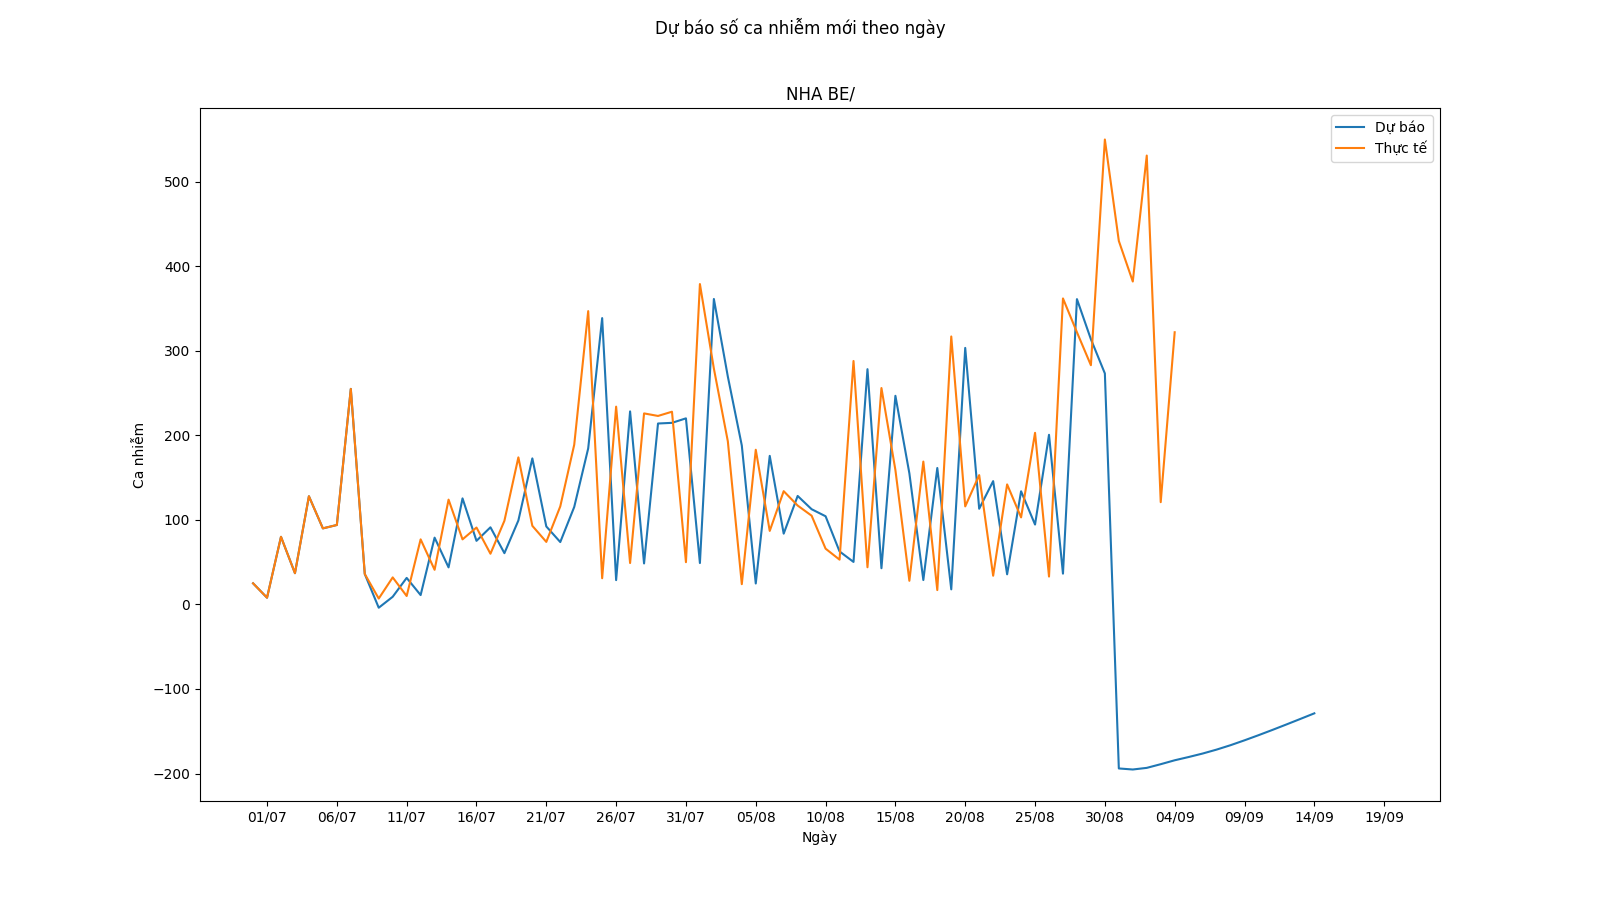 Dự báo số ca nhiễm mới theo ngày
NHA BE/
Dự báo
Thực tế
500
400
300
200
100
0
−100
−200
Ca nhiễm
01/07 06/07 11/07 16/07 21/07 26/07 31/07 05/08 10/08 15/08 20/08 25/08 30/08 04/09 09/09 14/09 19/09
Ngày